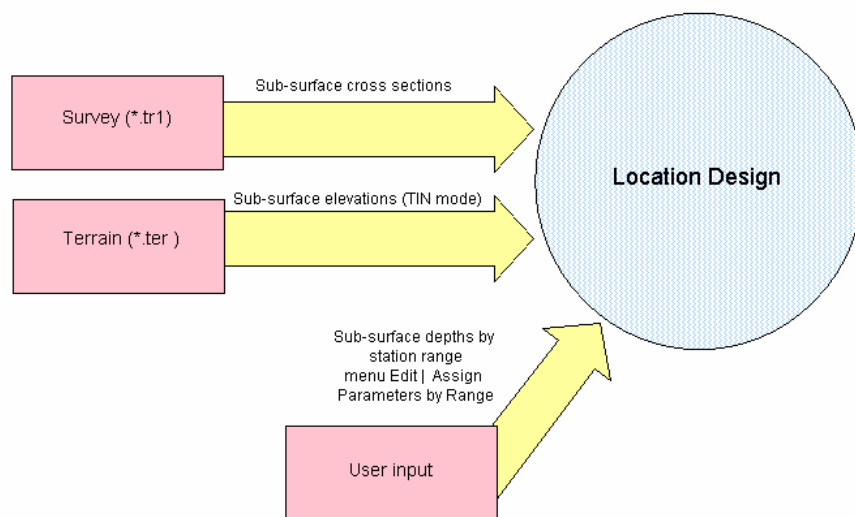 Sub-surface cross sections
Survey (*.tr1)
Location Design
Sub-surface elevations (TIN mode)
Terrain (*.ter )
Sub-surface depths by
station range
menu Edit | Assign
Parameters by Range
User input